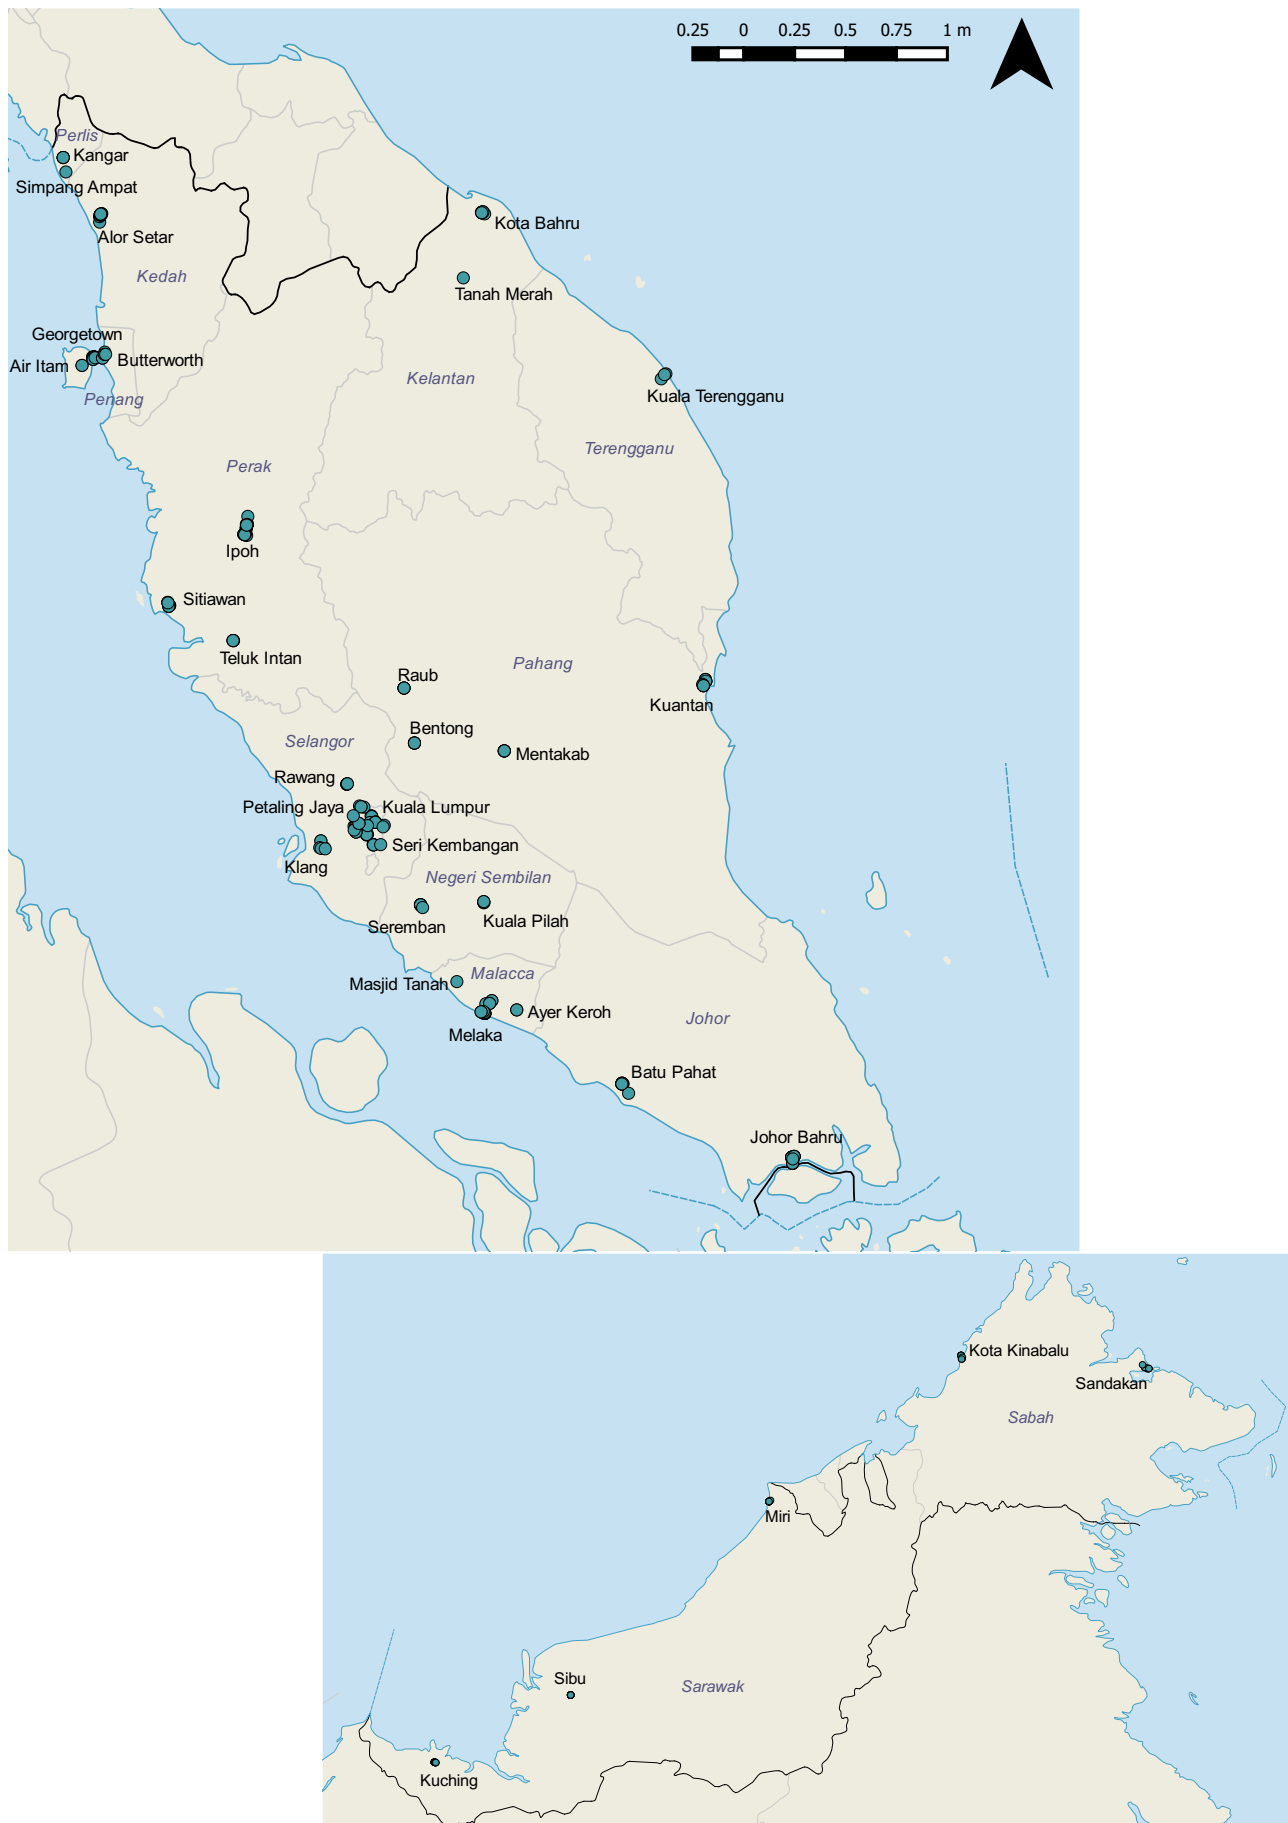 0.25 0 0.25 0.5 0.75 1 m
Perlis
Kangar
Simpang Ampat
Alor Setar
Kota Bahru
Kedah
Tanah Merah
Georgetown
Butterworth
Air Itam
Kelantan
Penang
Kuala Terengganu
Terengganu
Perak
Ipoh
Sitiawan
Teluk Intan
Pahang
Raub
Kuantan
Bentong
Selangor
Mentakab
Rawang
Petaling Jaya
Kuala Lumpur
Seri Kembangan
Klang
Negeri Sembilan
Kuala Pilah
Seremban
Malacca
Masjid Tanah
Ayer Keroh
Johor
Melaka
Batu Pahat
Johor Bahru
Kota Kinabalu
Sandakan
Sabah
Miri
Sibu
Sarawak
Kuching